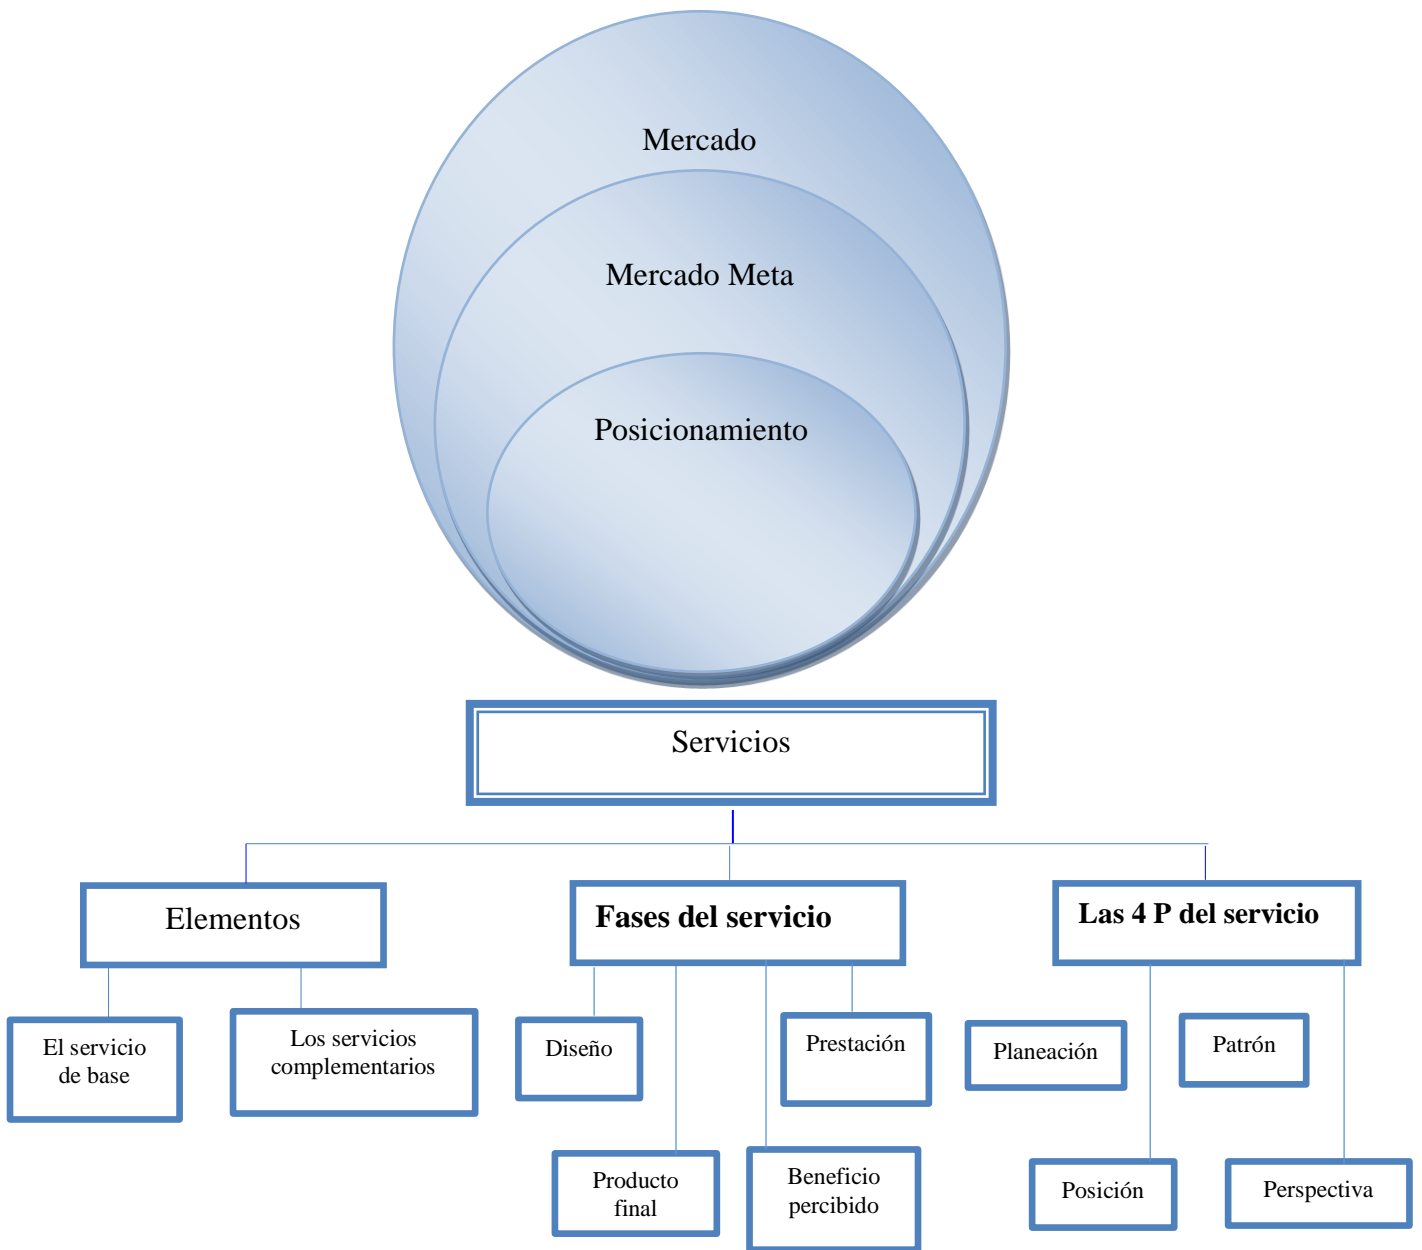 Mercado
Mercado Meta
Posicionamiento
Servicios
Elementos
Fases del servicio
Las 4 P del servicio
El servicio
de base
Los servicios
complementarios
Diseño
Prestación
Planeación
Patrón
Producto
final
Beneficio
percibido
Posición
Perspectiva